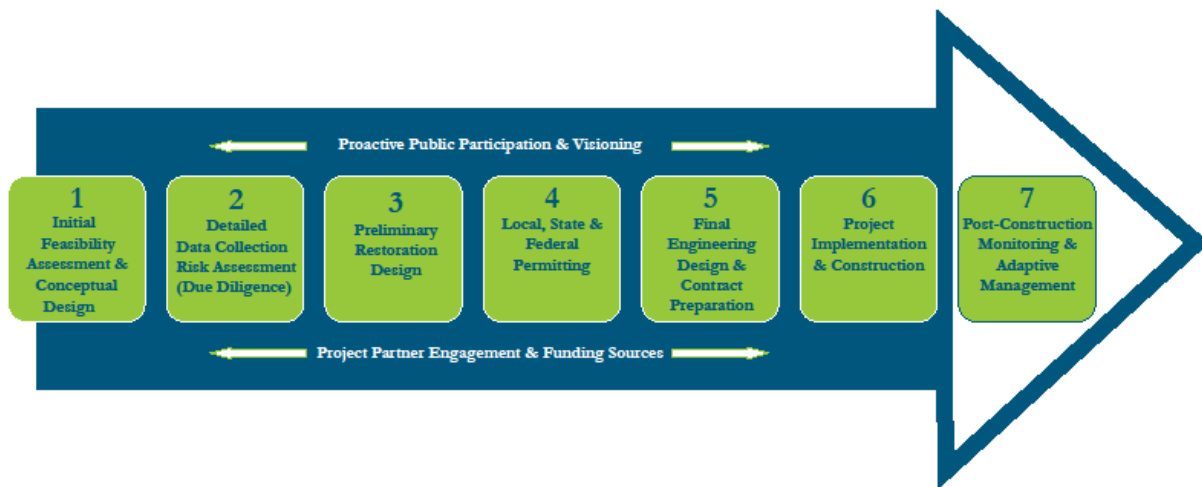 Proactive Public Participation & Visioning
1
Initial
Feasibility
Assessment &
Conceptual
Design
2
Detailed
Data Collection
Risk Assessment
(Due Diligence)
3
Preliminary
Restoration
Design
4
Local, State &
Federal
Permitting
5
Final
Engineering
Design &
Contract
Preparation
6
Project
Implementation
& Construction
7
Post-Construction
Monitoring &
Adaptive
Management
Project Partner Engagement & Funding Sources